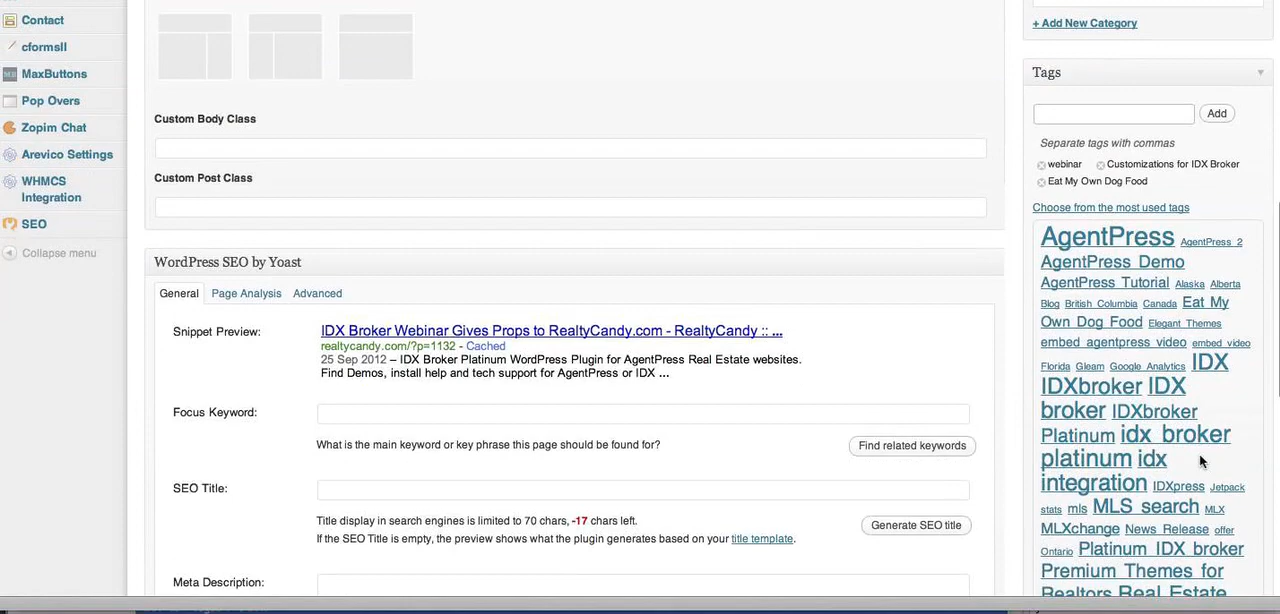 Contact
cformsII
MaxButtons
Pop Overs
Zopim Chat
Arevico Settings
WHMCS
Integration
SEO
Collapse menu
Custom Body Class
Custom Post Class
WordPress SEO by Yoast
General Page Analysis Advanced
Snippet Preview:
IDX Broker Webinar Gives Props to RealtyCandy.com - RealtyCandy :: ...
realtycandy.com/?p=1132 - Cached
25 Sep 2012 – IDX Broker Platinum WordPress Plugin for AgentPress Real Estate websites.
Find Demos, install help and tech support for AgentPress or IDX ...
Focus Keyword:
What is the main keyword or key phrase this page should be found for?
Find related keywords
SEO Title:
Title display in search engines is limited to 70 chars, -17 chars left.
If the SEO Title is empty, the preview shows what the plugin generates based on your title template.
Generate SEO title
Meta Description:
+ Add New Category
Tags
Add
Separate tags with commas
webinar Customizations for IDX Broker
Eat My Own Dog Food
Choose from the most used tags
AgentPress AgentPress 2
AgentPress Demo
AgentPress Tutorial Alaska Alberta
Blog British Columbia Canada Eat My
Own Dog Food Elegant Themes
embed agentpress video embed video
Florida Gleam Google Analytics IDX
IDXbroker IDX
broker IDXbroker
Platinum idx broker
platinum idx
integration IDXpress Jetpack
stats mls MLS search MLX
MLXchange News Release offer
Ontario Platinum IDX broker
Premium Themes for
Realtors Real Estate